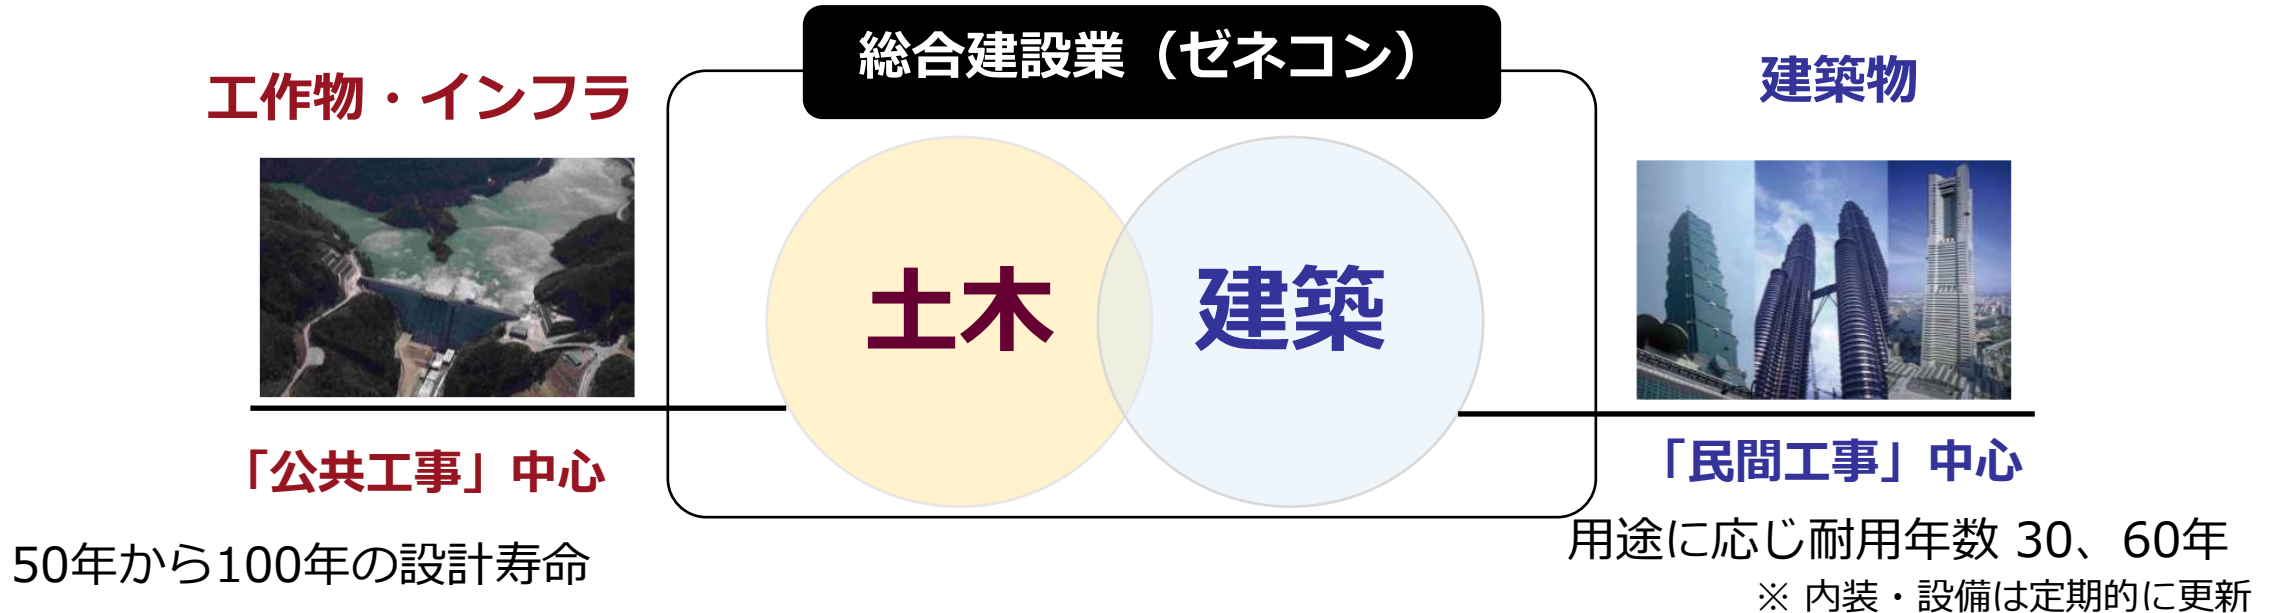 総合建設業（ゼネコン）
工作物・インフラ
建築物
土木
建築
「公共工事」中心
「民間工事」中心
50年から100年の設計寿命
用途に応じ耐用年数 30、60年
※ 内装・設備は定期的に更新